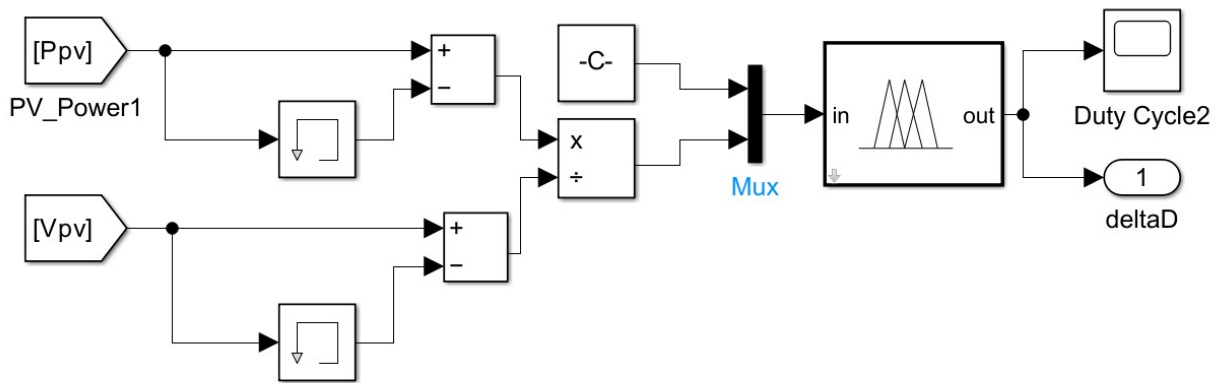 [Ppv]
PV_Power1
+
−
-C-
x
÷
Mux
in
out
Duty Cycle2
1
deltaD
[Vpv]
+
−